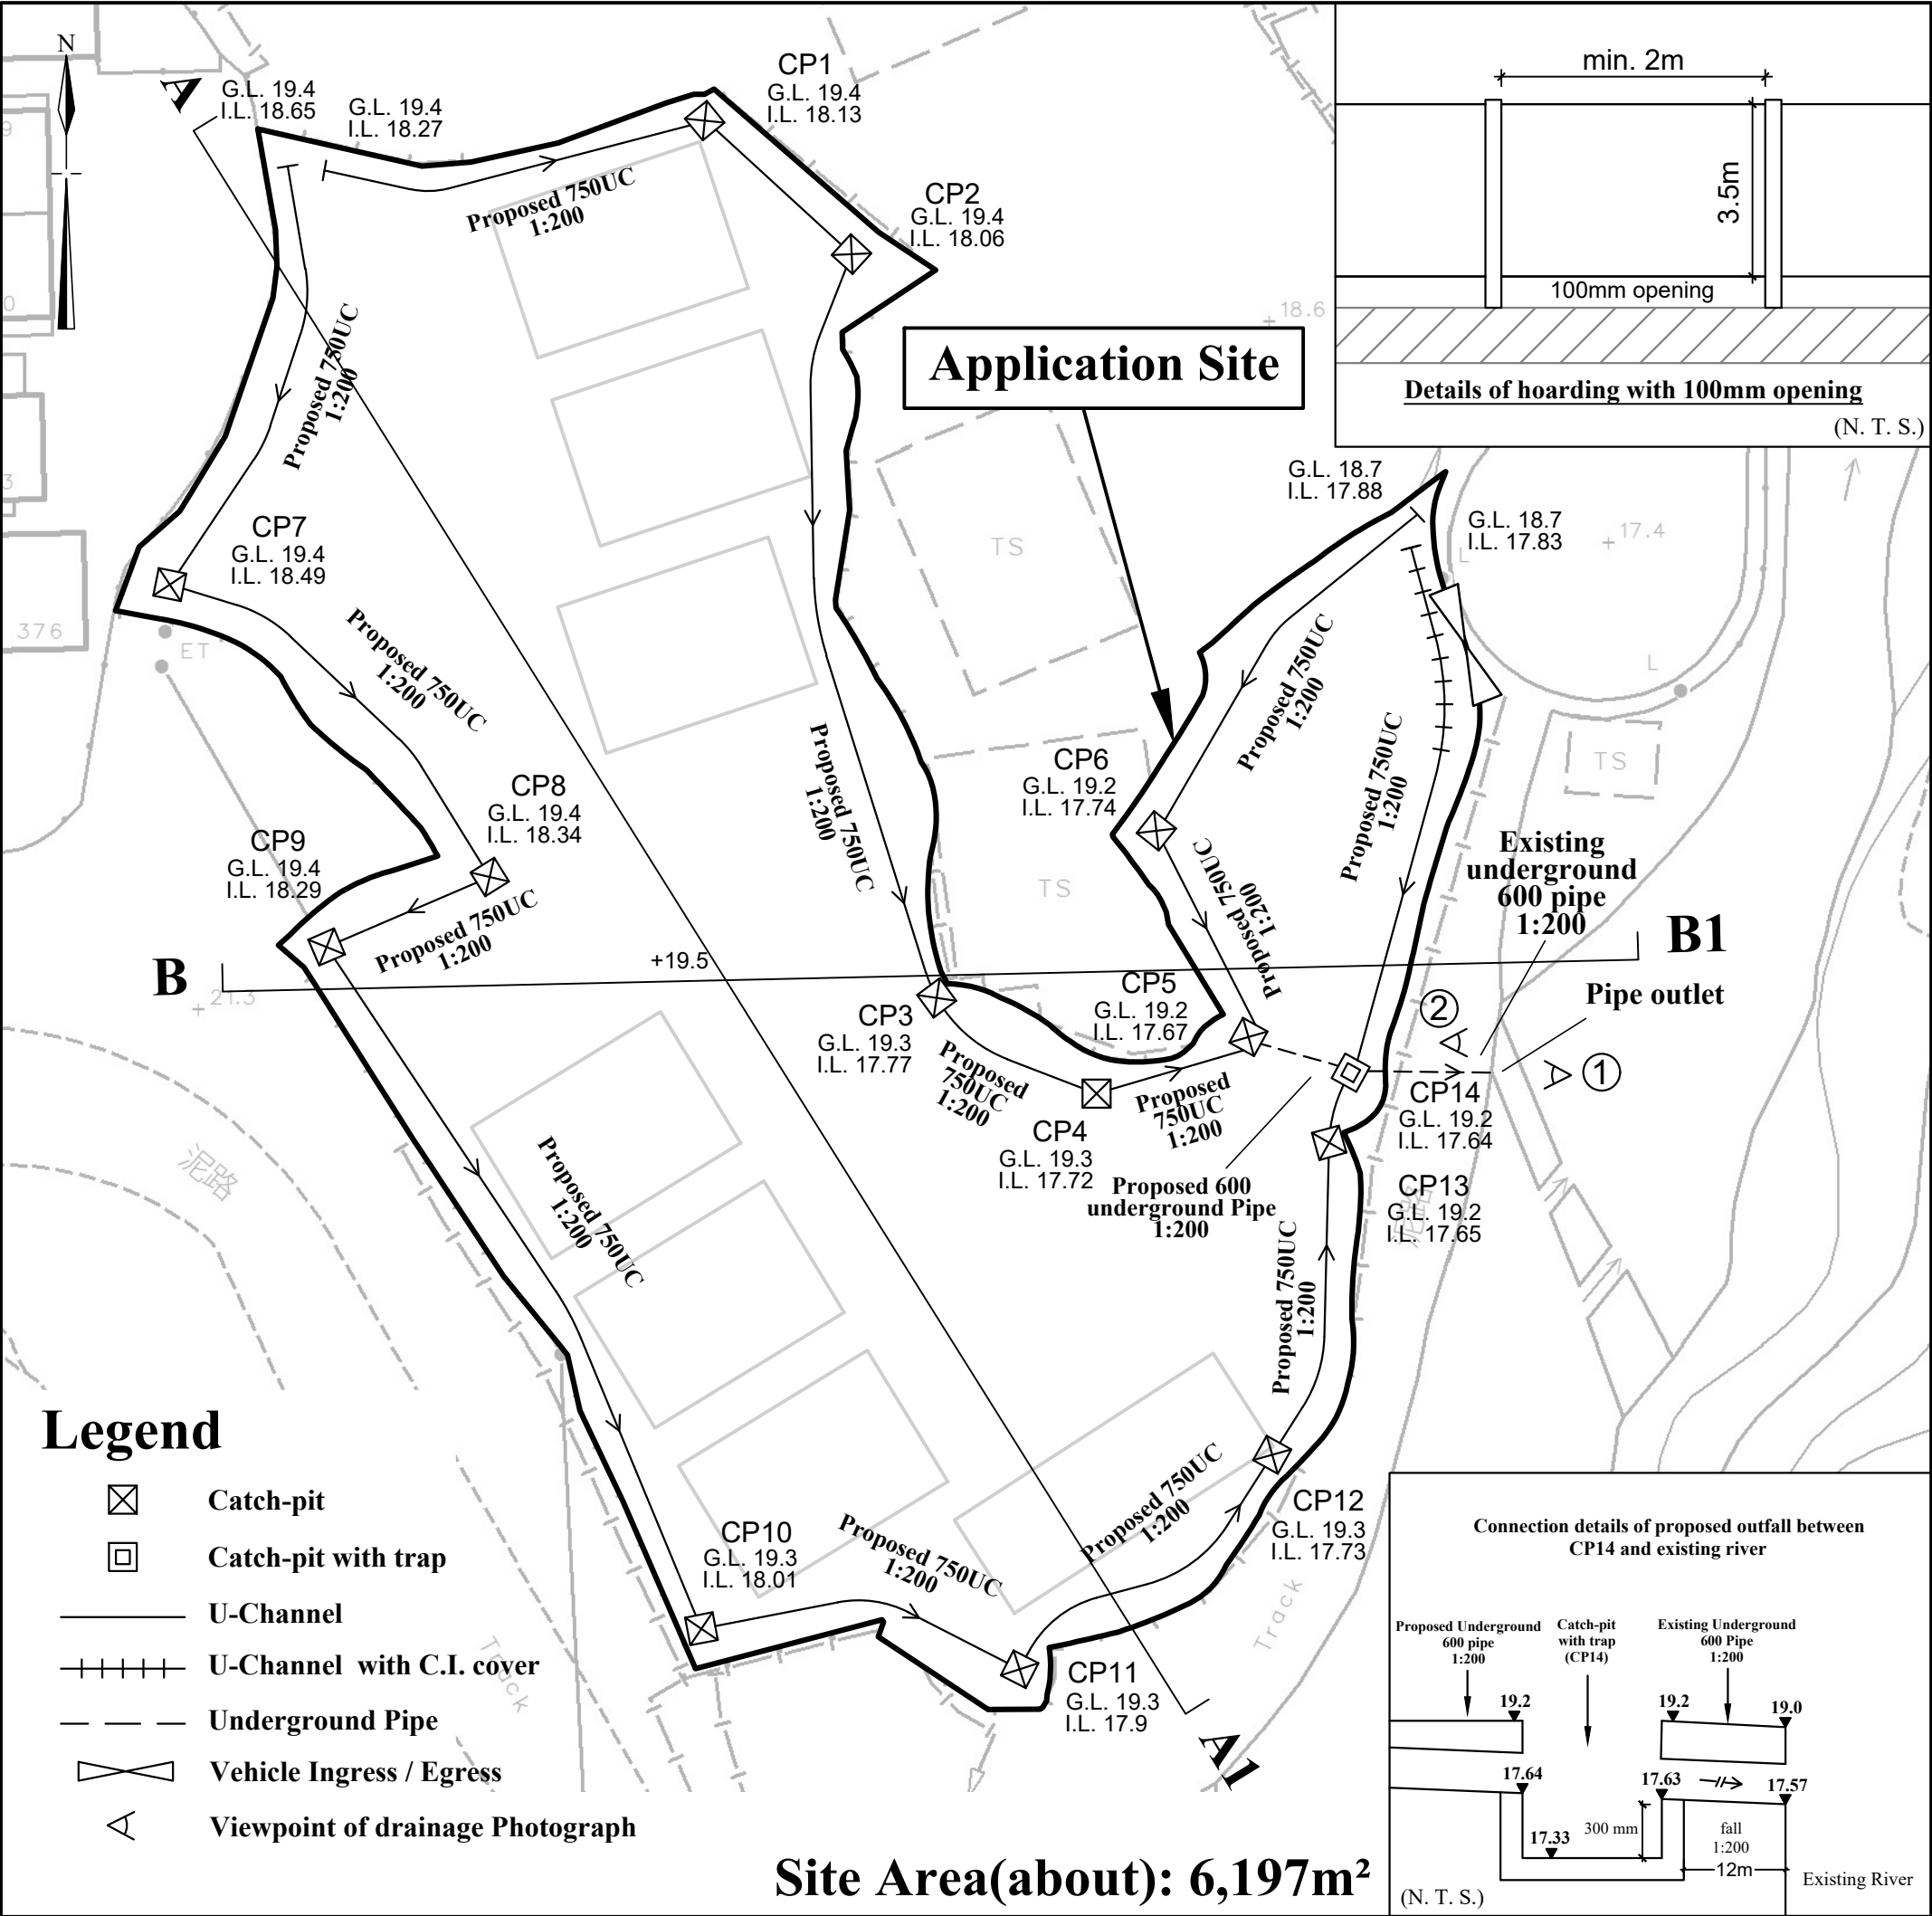 N
A
G.L. 19.4
I.L. 18.65
G.L. 19.4
I.L. 18.27
CP1
G.L. 19.4
I.L. 18.13
CP2
G.L. 19.4
I.L. 18.06
Proposed 750UC
1:200
Proposed 750UC
1:200
min. 2m
3.5m
100mm opening
Details of hoarding with 100mm opening
(N. T. S.)
9
0
3
18.6
Application Site
G.L. 18.7
I.L. 17.88
G.L. 18.7
I.L. 17.83
17.4
L
L
TS
CP7
G.L. 19.4
I.L. 18.49
376
ET
Proposed 750UC
1:200
Proposed 750UC
1:200
Proposed 750UC
1:200
Proposed 750UC
1:200
TS
CP6
G.L. 19.2
I.L. 17.74
CP8
G.L. 19.4
I.L. 18.34
CP9
G.L. 19.4
I.L. 18.29
Proposed 750UC
1:200
TS
Proposed 750UC
1:200
Existing
underground
600 pipe
1:200
B
B1
+19.5
21.3
Pipe outlet
CP3
G.L. 19.3
I.L. 17.77
CP5
G.L. 19.2
I.L. 17.67
2
1
Proposed
750UC
1:200
Proposed
750UC
1:200
CP4
G.L. 19.3
I.L. 17.72
CP14
G.L. 19.2
I.L. 17.64
Proposed 600
underground Pipe
1:200
CP13
G.L. 19.2
I.L. 17.65
泥路
泥路
Proposed 750UC
1:200
Proposed 750UC
1:200
CP10
G.L. 19.3
I.L. 18.01
Proposed 750UC
1:200
Proposed 750UC
1:200
CP12
G.L. 19.3
I.L. 17.73
CP11
G.L. 19.3
I.L. 17.9
Track
Track
A1
Legend
Catch-pit
Catch-pit with trap
U-Channel
U-Channel with C.I. cover
Underground Pipe
Vehicle Ingress / Egress
Viewpoint of drainage Photograph
Site Area(about): 6,197m²
Connection details of proposed outfall between
CP14 and existing river
Proposed Underground
600 pipe
1:200
Catch-pit
with trap
(CP14)
Existing Underground
600 Pipe
1:200
19.2
19.2
19.0
17.64
17.63
17.57
17.33
300 mm
fall
1:200
12m
Existing River
(N. T. S.)